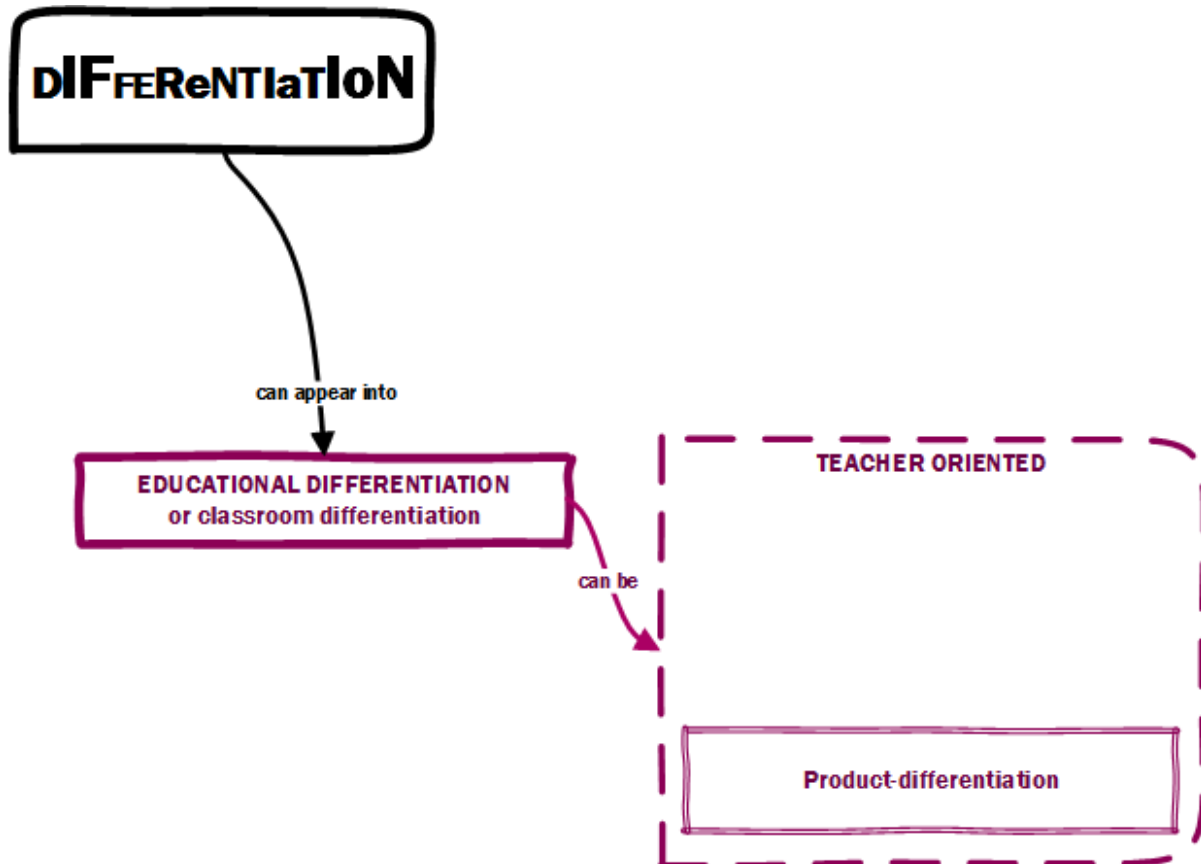 DIFFEReNTIaTIoN
can appear into
EDUCATIONAL DIFFERENTIATION
or classroom differentiation
can be
TEACHER ORIENTED
Product-differentiation